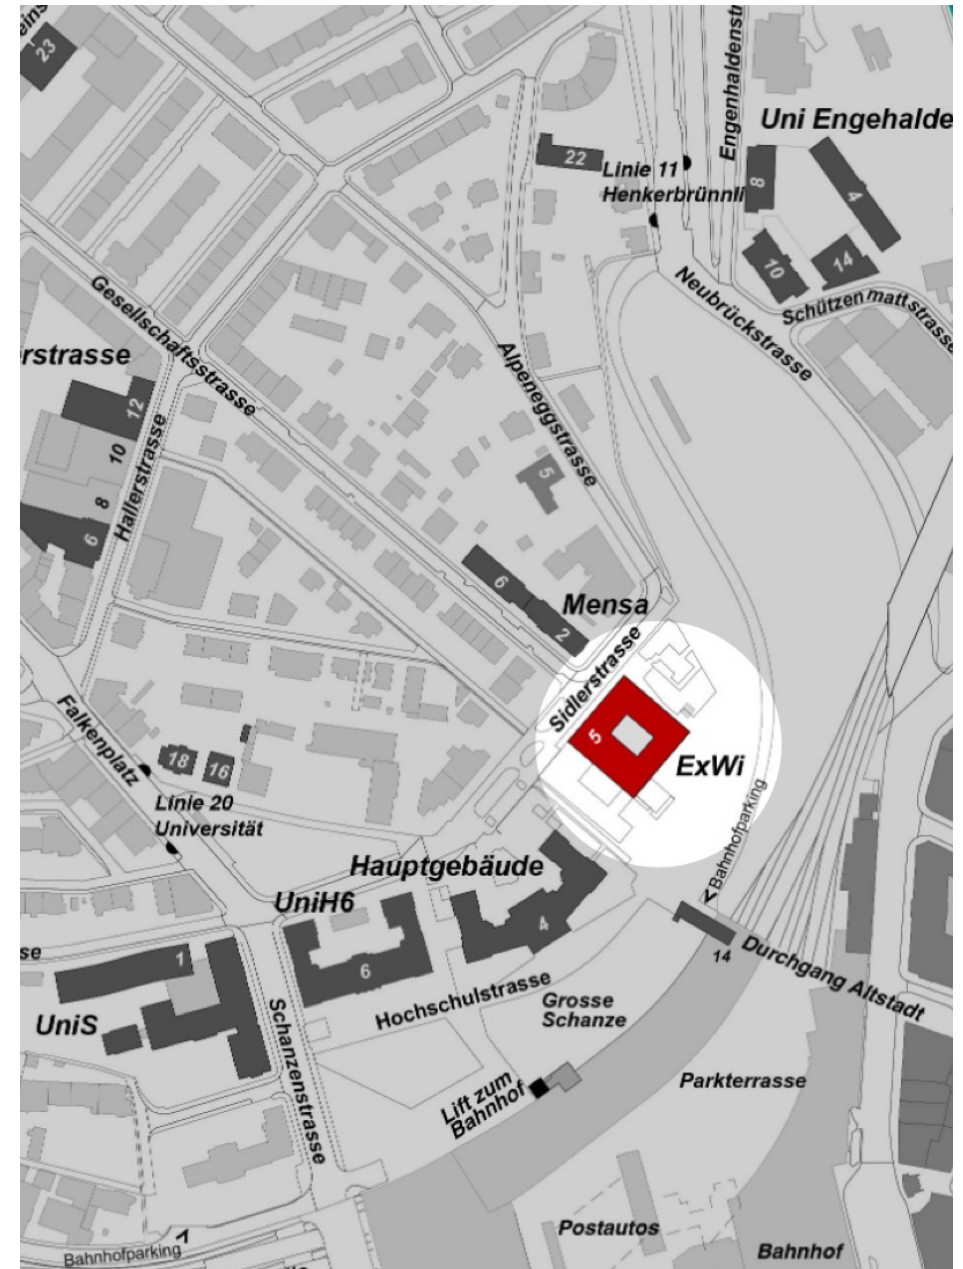 23
Engenhaldenst
Uni Engehalde
22
Linie 11
Henkerbrünnli
8
4
10
14
Neubrückstrasse
Schützenmattstrasse
Gesellschaftsstrasse
rstrasse
Alpeneggstrasse
12
10
Hallerstrasse
8
6
5
6
Mensa
2
Sidlerstrasse
5
ExWi
Falkenplatz
18
16
Linie 20
Universität
Bahnhofparking
Hauptgebäude
UniH6
4
6
14
Durchgang Altstadt
se
1
Hochschulstrasse
Grosse
Schanze
UniS
Schanzenstrasse
Lift zum
Bahnhof
Parkterrasse
Postautos
Bahnhofparking
Bahnhof